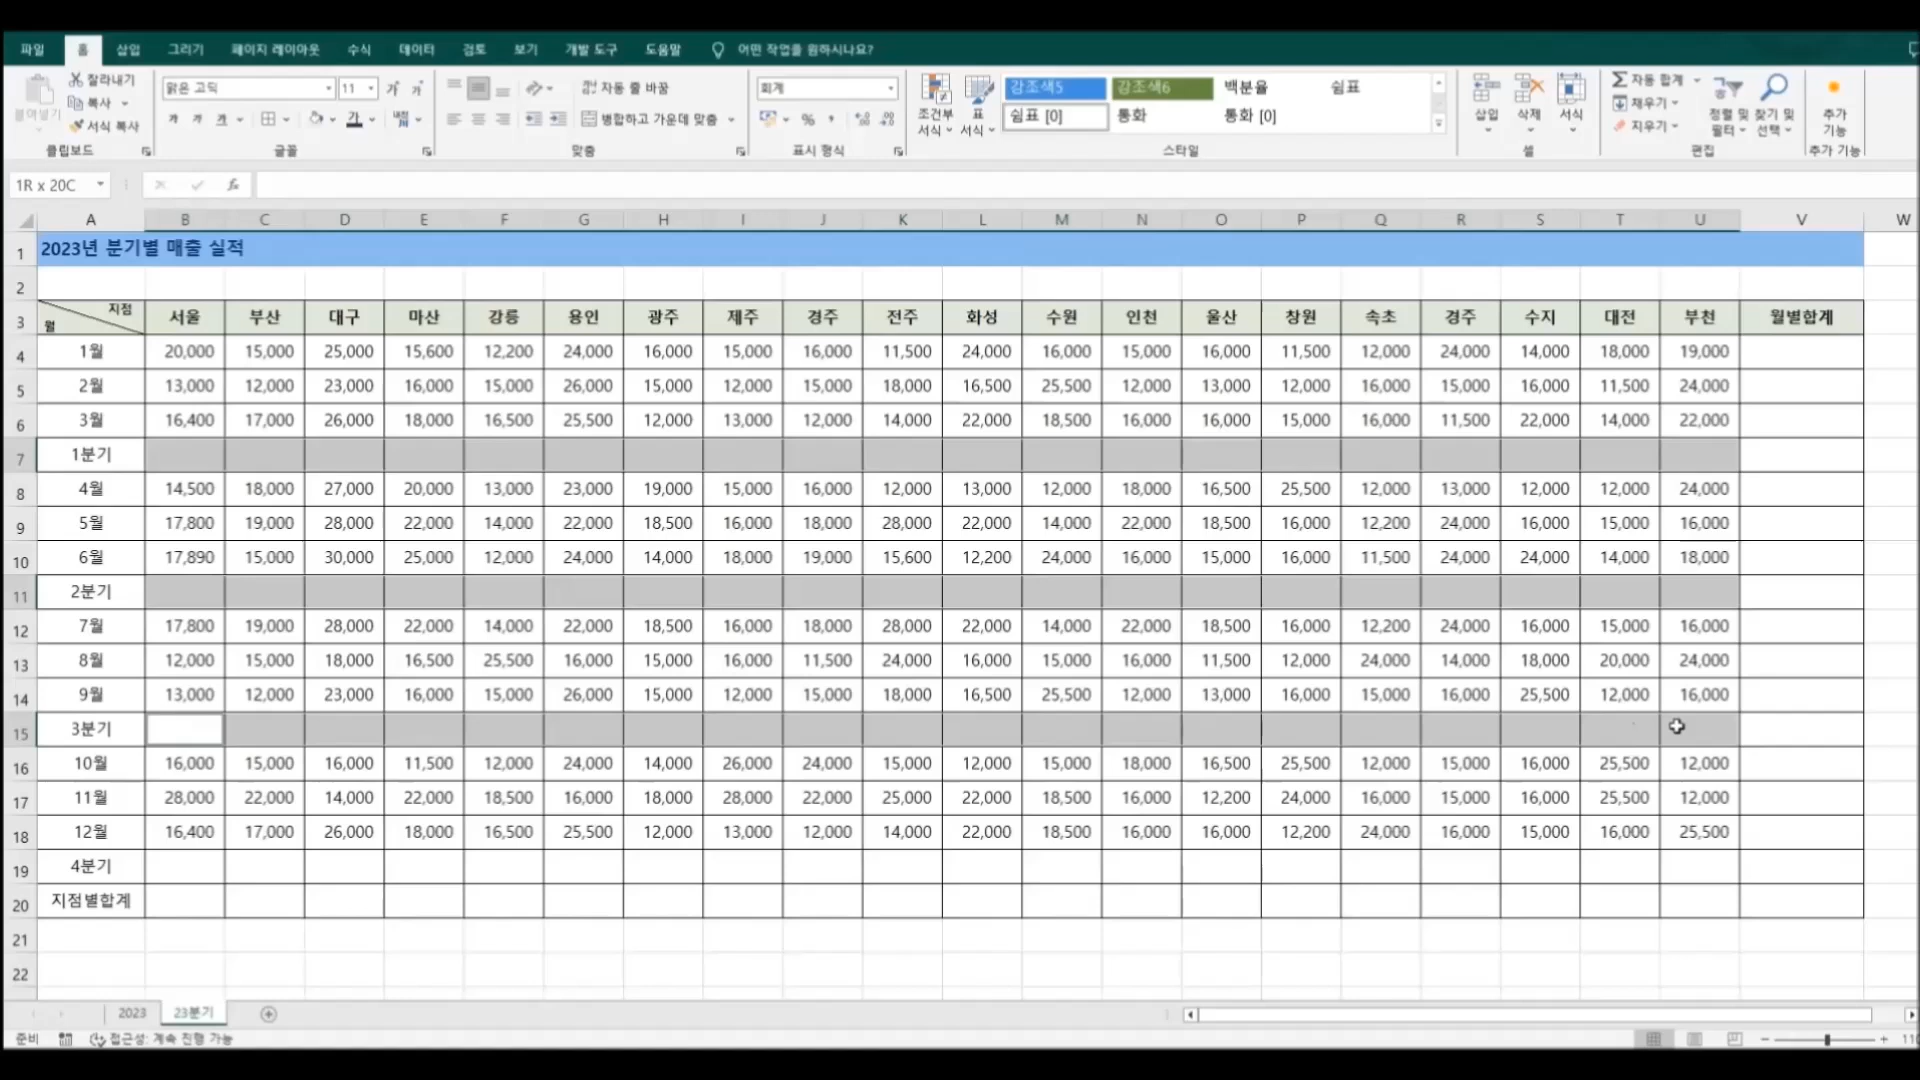 파일 홈 삽입 그리기 페이지 레이아웃 수식 데이터 검토 보기 개발 도구 도움말 어떤 작업을 원하시나요?
붙여넣기 잘라내기 복사 서식 복사 클립보드
맑은 고딕 11 가 가 가 가 가 가 내천 글꼴
자동 줄 바꿈 병합하고 가운데 맞춤 맞춤
회계 % , 표시 형식
조건부 서식 표 서식 강조색5 강조색6 백분율 쉼표
쉼표 [0] 통화 통화 [0] 스타일
삽입 삭제 서식 셀
자동 합계 채우기 지우기 정렬 및 필터 찾기 및 선택 편집
추가 기능 추가 기능
1R x 20C fx
A B C D E F G H I J K L M N O P Q R S T U V W
1 2023년 분기별 매출 실적
2
3 지점 월 서울 부산 대구 마산 강릉 용인 광주 제주 경주 전주 화성 수원 인천 울산 창원 속초 경주 수지 대전 부천 월별합계
4 1월 20,000 15,000 25,000 15,600 12,200 24,000 16,000 15,000 16,000 11,500 24,000 16,000 15,000 16,000 11,500 12,000 24,000 14,000 18,000 19,000
5 2월 13,000 12,000 23,000 16,000 15,000 26,000 15,000 12,000 15,000 18,000 16,500 25,500 12,000 13,000 12,000 16,000 15,000 16,000 11,500 24,000
6 3월 16,400 17,000 26,000 18,000 16,500 25,500 12,000 13,000 12,000 14,000 22,000 18,500 16,000 16,000 15,000 16,000 11,500 22,000 14,000 22,000
7 1분기
8 4월 14,500 18,000 27,000 20,000 13,000 23,000 19,000 15,000 16,000 12,000 13,000 12,000 18,000 16,500 25,500 12,000 13,000 12,000 12,000 24,000
9 5월 17,800 19,000 28,000 22,000 14,000 22,000 18,500 16,000 18,000 28,000 22,000 14,000 22,000 18,500 16,000 12,200 24,000 16,000 15,000 16,000
10 6월 17,890 15,000 30,000 25,000 12,000 24,000 14,000 18,000 19,000 15,600 12,200 24,000 16,000 15,000 16,000 11,500 24,000 24,000 14,000 18,000
11 2분기
12 7월 17,800 19,000 28,000 22,000 14,000 22,000 18,500 16,000 18,000 28,000 22,000 14,000 22,000 18,500 16,000 12,200 24,000 16,000 15,000 16,000
13 8월 12,000 15,000 18,000 16,500 25,500 16,000 15,000 16,000 11,500 24,000 16,000 15,000 16,000 11,500 12,000 24,000 14,000 18,000 20,000 24,000
14 9월 13,000 12,000 23,000 16,000 15,000 26,000 15,000 12,000 15,000 18,000 16,500 25,500 12,000 13,000 16,000 15,000 16,000 25,500 12,000 16,000
15 3분기
16 10월 16,000 15,000 16,000 11,500 12,000 24,000 14,000 26,000 24,000 15,000 12,000 15,000 18,000 16,500 25,500 12,000 15,000 16,000 25,500 12,000
17 11월 28,000 22,000 14,000 22,000 18,500 16,000 18,000 28,000 22,000 25,000 22,000 18,500 16,000 12,200 24,000 16,000 15,000 16,000 25,500 12,000
18 12월 16,400 17,000 26,000 18,000 16,500 25,500 12,000 13,000 12,000 14,000 22,000 18,500 16,000 16,000 12,200 24,000 16,000 15,000 16,000 25,500
19 4분기
20 지점별합계
21
22
2023 23분기
준비 접근성: 계속 진행 가능